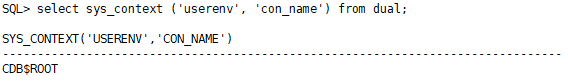 SQL> select sys_context ('userenv', 'con_name') from dual;
SYS_CONTEXT('USERENV','CON_NAME')
--------------------------------------------------------------------------------
CDB$ROOT